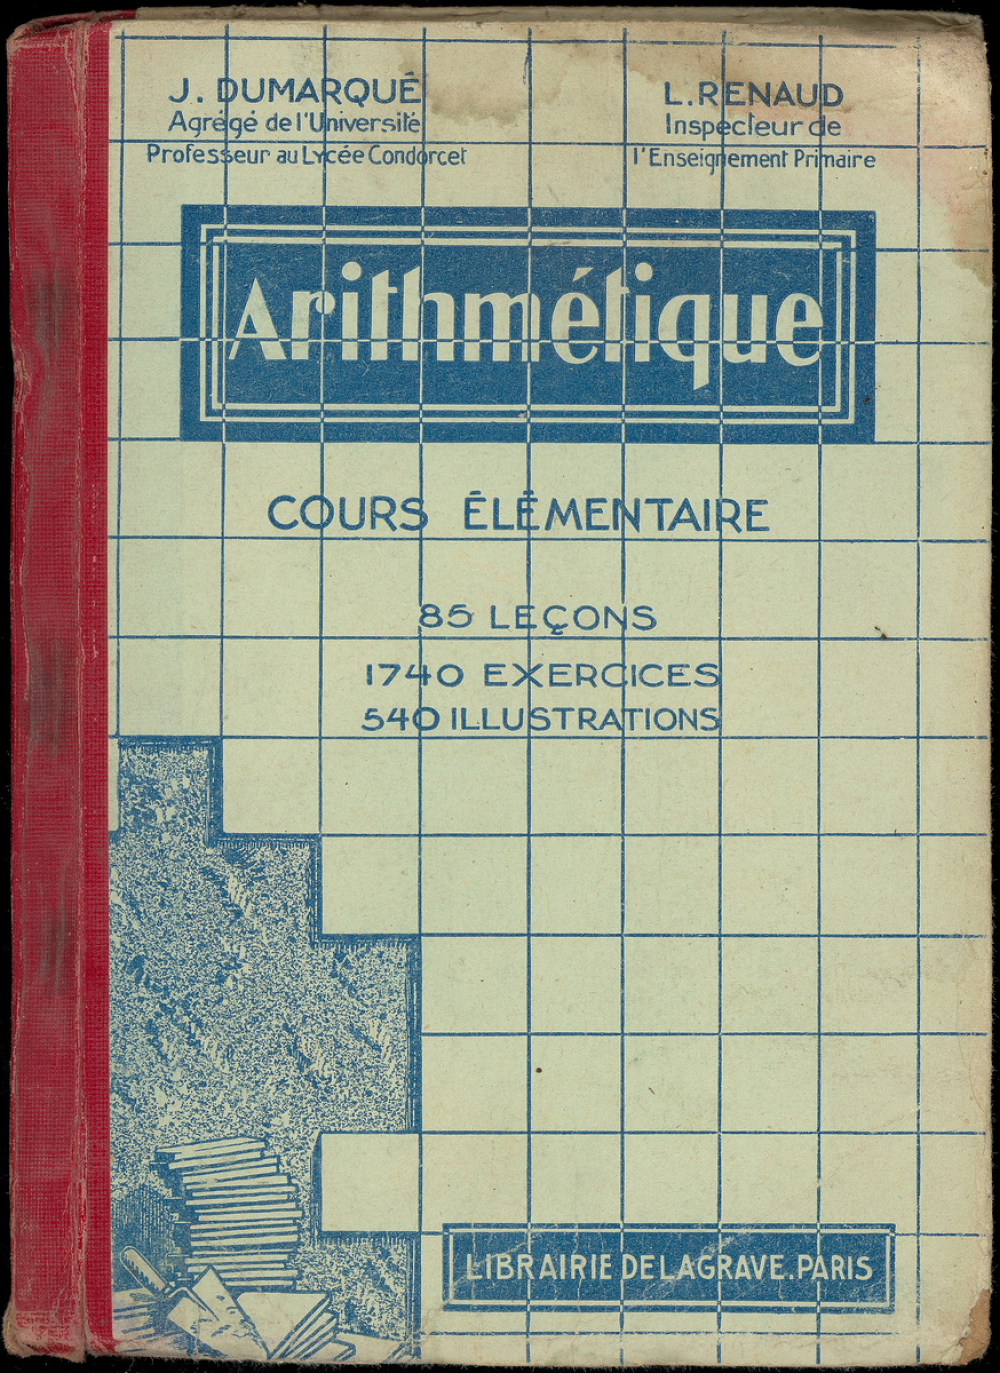 J. DUMARQUÉ
Agrégé de l'Université
Professeur au Lycée Condorcet
L. RENAUD
Inspecteur de
l'Enseignement Primaire
Arithmétique
COURS ÉLÉMENTAIRE
85 LEÇONS
1740 EXERCICES
540 ILLUSTRATIONS
LIBRAIRIE DELAGRAVE. PARIS